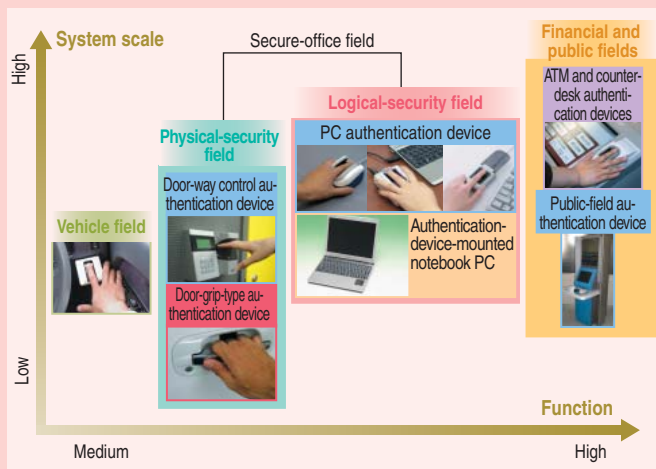 System scale
High
Low
Secure-office field
Financial and
public fields
ATM and counter-
desk authenti-
cation devices
Public-field au-
thentication device
Logical-security field
PC authentication device
Authentication-
device-mounted
notebook PC
Physical-security
field
Door-way control au-
thentication device
Door-grip-type au-
thentication device
Vehicle field
Function
Medium
High